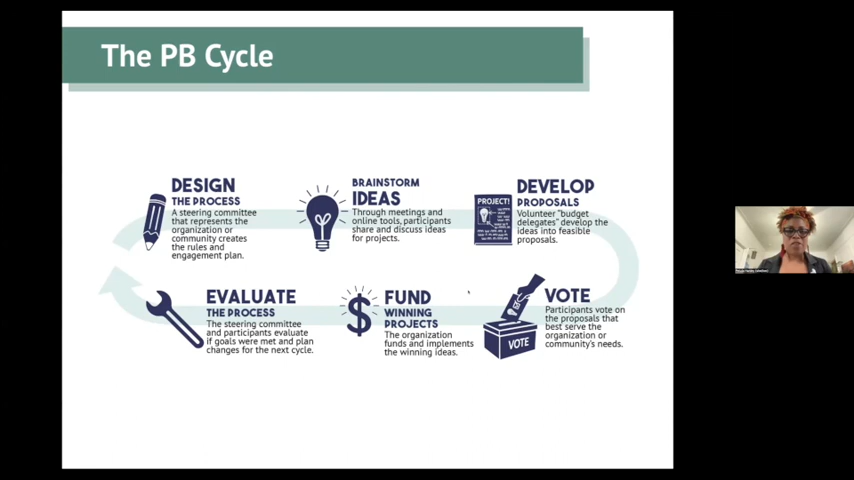 The PB Cycle
DESIGN
THE PROCESS
A steering committee
that represents the
organization or
community creates
the rules and
engagement plan.
BRAINSTORM
IDEAS
Through meetings and
online tools, participants
share and discuss ideas
for projects.
PROJECT!
DEVELOP
PROPOSALS
Volunteer "budget
delegates" develop the
ideas into feasible
proposals.
EVALUATE
THE PROCESS
The steering committee
and participants evaluate
if goals were met and plan
changes for the next cycle.
$
FUND
WINNING
PROJECTS
The organization
funds and implements
the winning ideas.
VOTE
VOTE
Participants vote on
the proposals that
best serve the
organization or
community's needs.